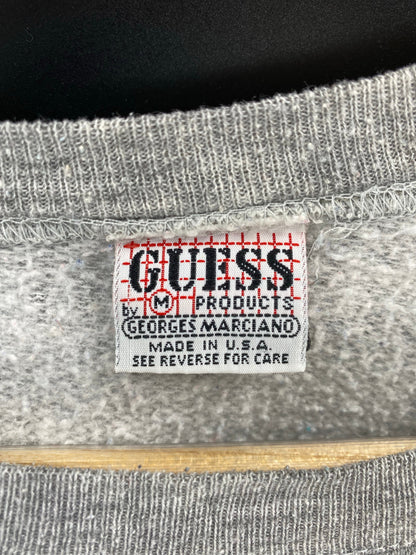 GUESS
by M PRODUCTS
GEORGES MARCIANO
MADE IN U.S.A.
SEE REVERSE FOR CARE